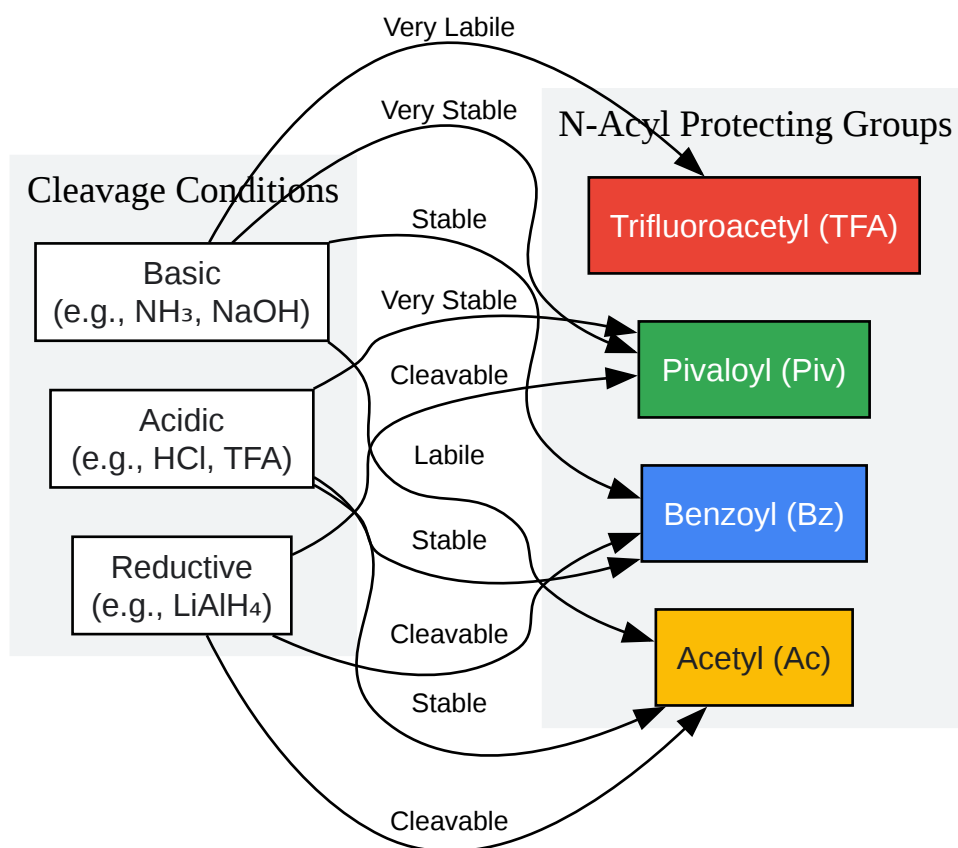 Very Labile
Very Stable
N-Acyl Protecting Groups
Cleavage Conditions
Stable
Trifluoroacetyl (TFA)
Basic
(e.g., NH₃, NaOH)
Very Stable
Pivaloyl (Piv)
Cleavable
Acidic
(e.g., HCl, TFA)
Labile
Benzoyl (Bz)
Stable
Reductive
(e.g., LiAlH₄)
Cleavable
Acetyl (Ac)
Stable
Cleavable